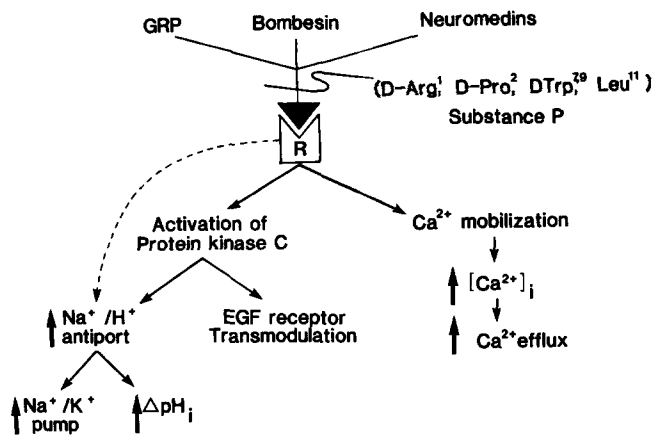 GRP
Bombesin
Neuromedins
(D-Arg,¹ D-Pro,² DTrp,⁷,⁹ Leu¹¹)
Substance P
R
Activation of
Protein kinase C
Ca²⁺ mobilization
[Ca²⁺]i
Ca²⁺efflux
Na⁺/H⁺
antiport
EGF receptor
Transmodulation
Na⁺/K⁺
pump
△pHi